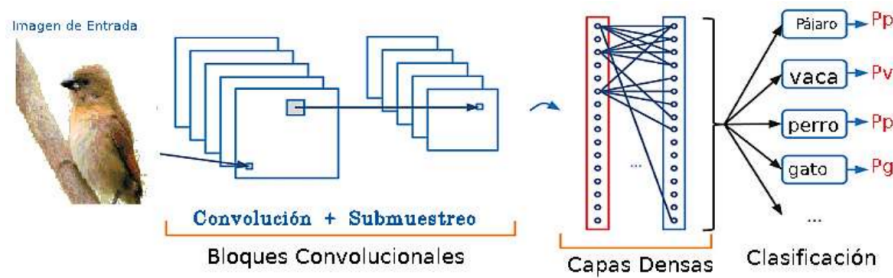 Imagen de Entrada
Convolución + Submuestreo
Bloques Convolucionales
...
Capas Densas
Pájaro Pp
vaca Pv
perro Pp
gato Pg
...
Clasificación